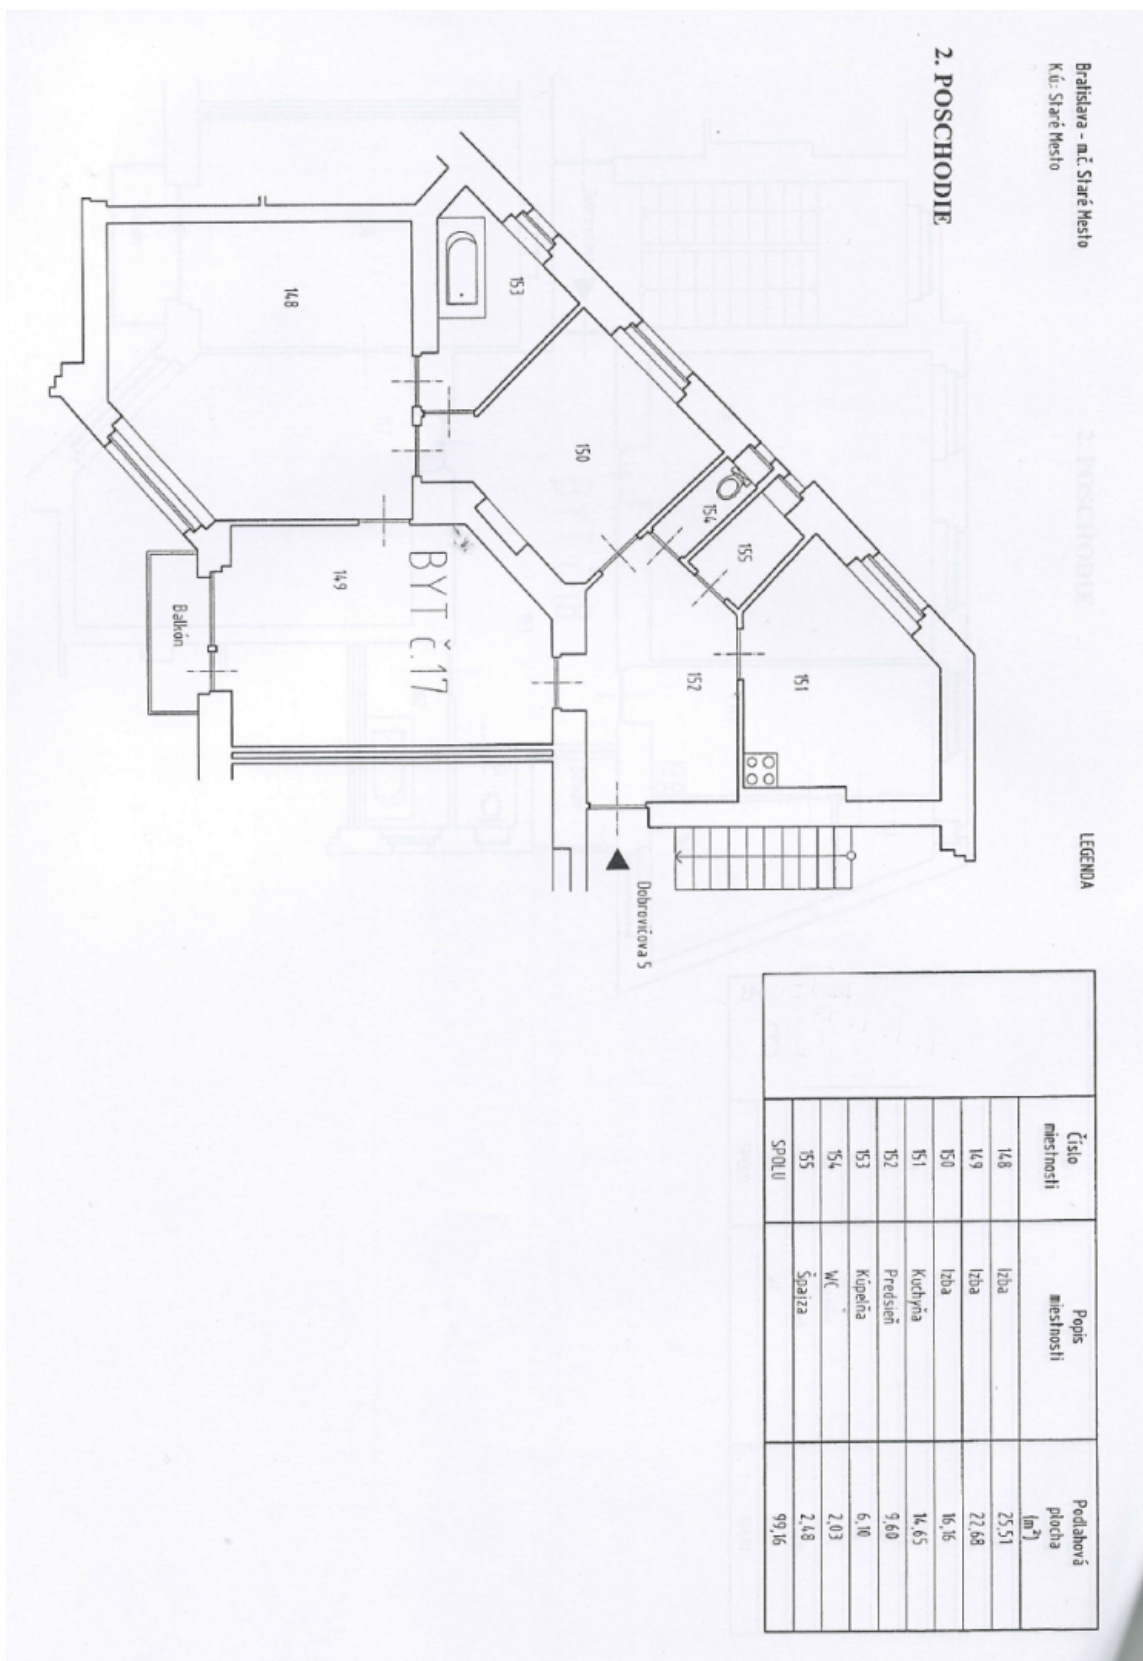 Bratislava - m.č. Staré Mesto
K.ú.: Staré Mesto
2. POSCHODIE
LEGENDA
Číslo miestnosti Popis miestnosti Podlahová plocha (m²)
148 Izba 25,51
149 Izba 22,68
150 Izba 16,16
151 Kuchyňa 14,65
152 Predsieň 9,60
153 Kúpeľňa 6,10
154 WC 2,03
155 Špajza 2,48
SPOLU 99,16
151
155
154
152
153
150
Dobrovičova 5
BYT č.17
148
149
Balkón